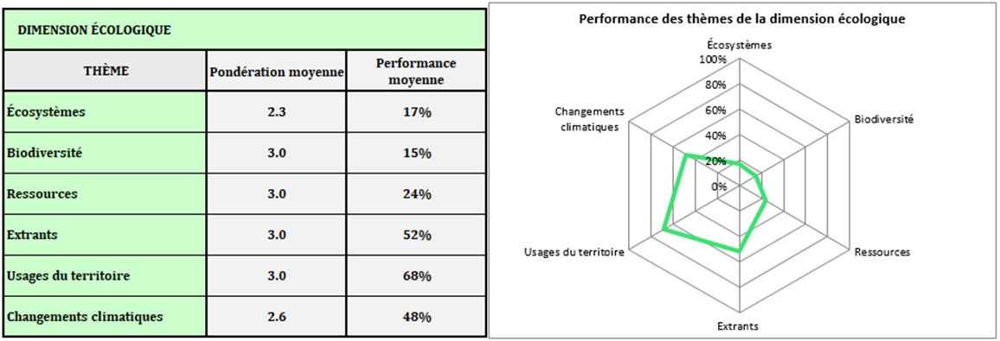 DIMENSION ÉCOLOGIQUE
THÈME Pondération moyenne Performance moyenne
Écosystèmes 2.3 17%
Biodiversité 3.0 15%
Ressources 3.0 24%
Extrants 3.0 52%
Usages du territoire 3.0 68%
Changements climatiques 2.6 48%
Performance des thèmes de la dimension écologique
Écosystèmes
100%
80%
60%
40%
20%
0%
Biodiversité
Ressources
Extrants
Usages du territoire
Changements
climatiques